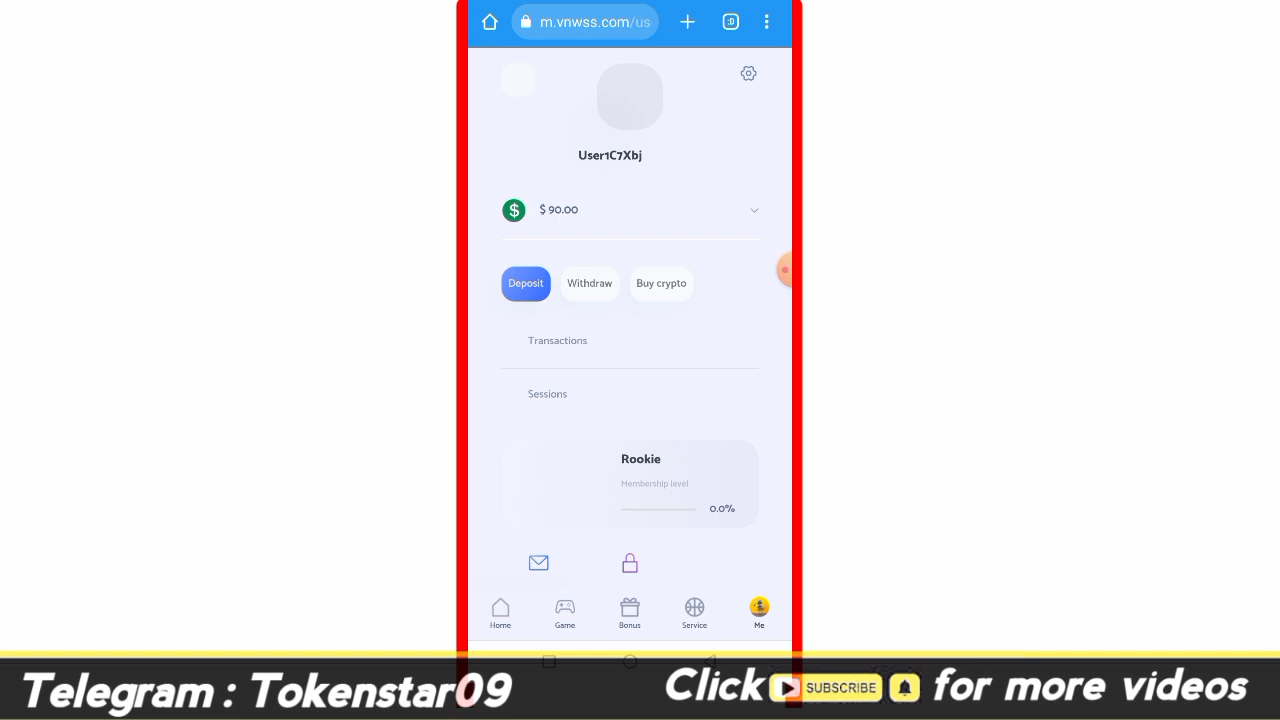 m.vnwss.com/us
:D
User1C7Xbj
$ $ 90.00
Deposit Withdraw Buy crypto
Transactions
Sessions
Rookie
Membership level
0.0%
Home Game Bonus Service Me
Telegram : Tokenstar09 Click SUBSCRIBE for more videos